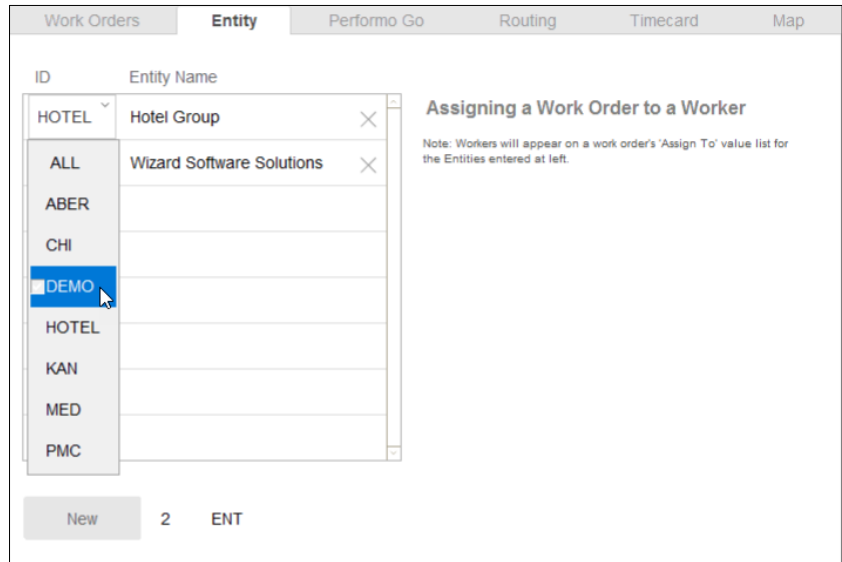 Work Orders Entity Performo Go Routing Timecard Map
ID Entity Name
HOTEL Hotel Group
Assigning a Work Order to a Worker
Note: Workers will appear on a work order's 'Assign To' value list for
the Entities entered at left.
ALL Wizard Software Solutions
ABER
CHI
DEMO
HOTEL
KAN
MED
PMC
New 2 ENT